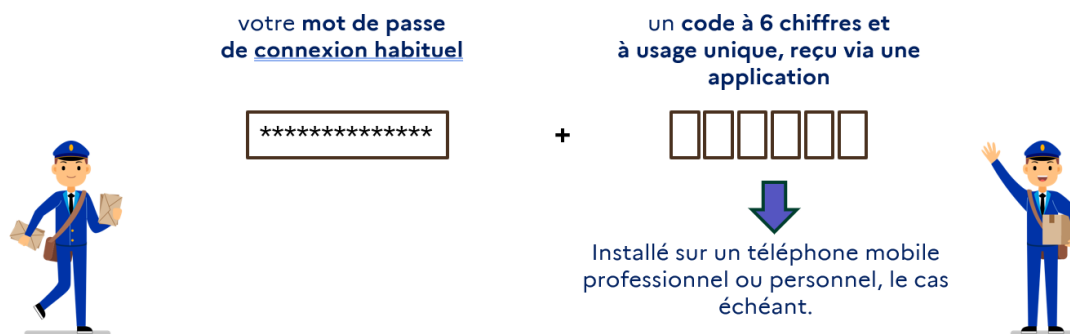 votre mot de passe
de connexion habituel
**************
+
un code à 6 chiffres et
à usage unique, reçu via une
application
Installé sur un téléphone mobile
professionnel ou personnel, le cas
échéant.